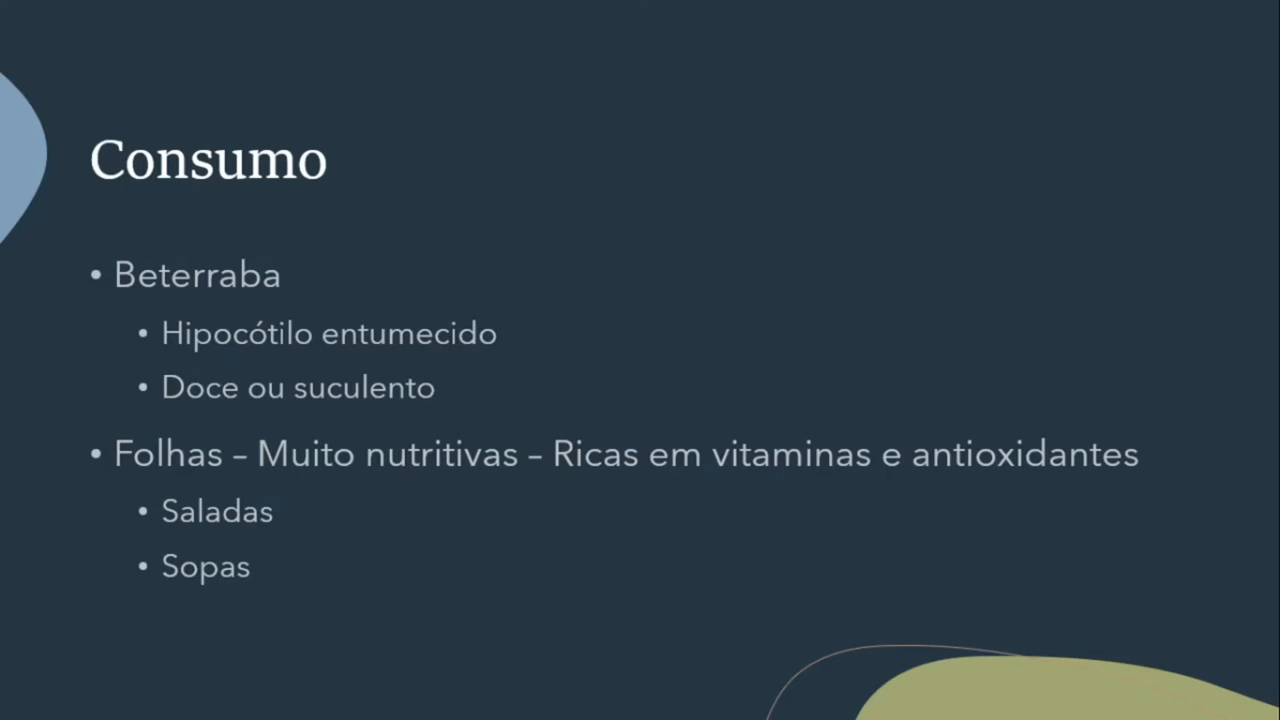 Consumo
• Beterraba
• Hipocótilo entumecido
• Doce ou suculento
• Folhas – Muito nutritivas – Ricas em vitaminas e antioxidantes
• Saladas
• Sopas